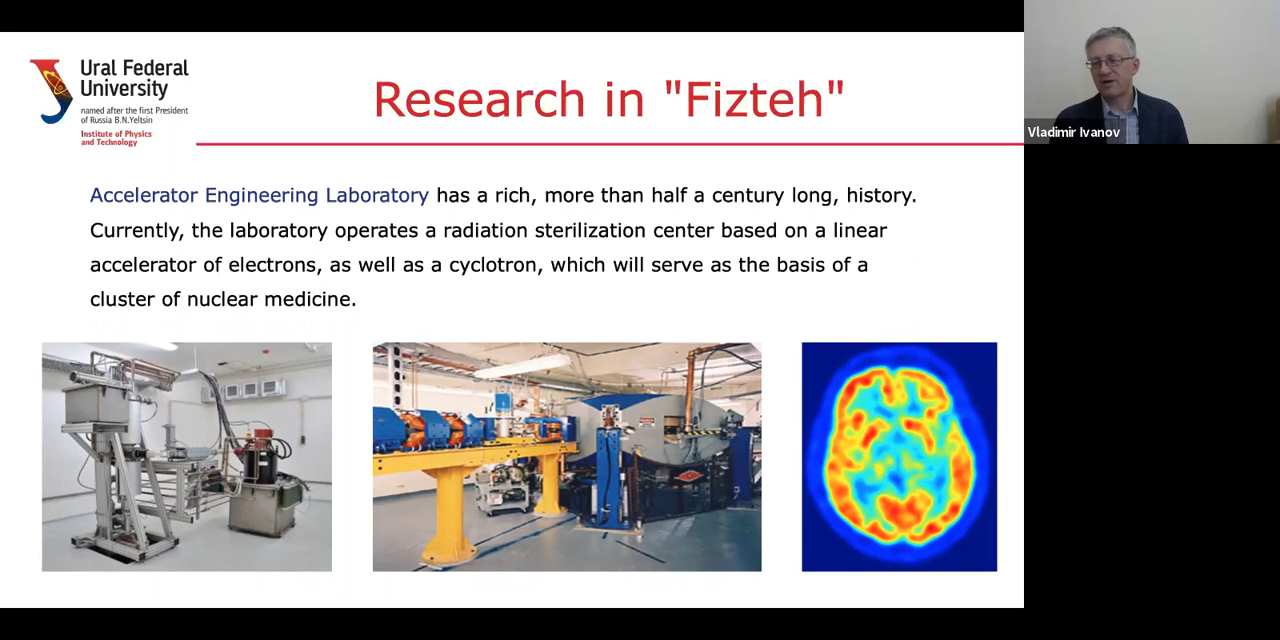 Ural Federal
University
named after the first President
of Russia B.N.Yeltsin
Institute of Physics
and Technology
Research in "Fizteh"
Vladimir Ivanov
Accelerator Engineering Laboratory has a rich, more than half a century long, history.
Currently, the laboratory operates a radiation sterilization center based on a linear
accelerator of electrons, as well as a cyclotron, which will serve as the basis of a
cluster of nuclear medicine.